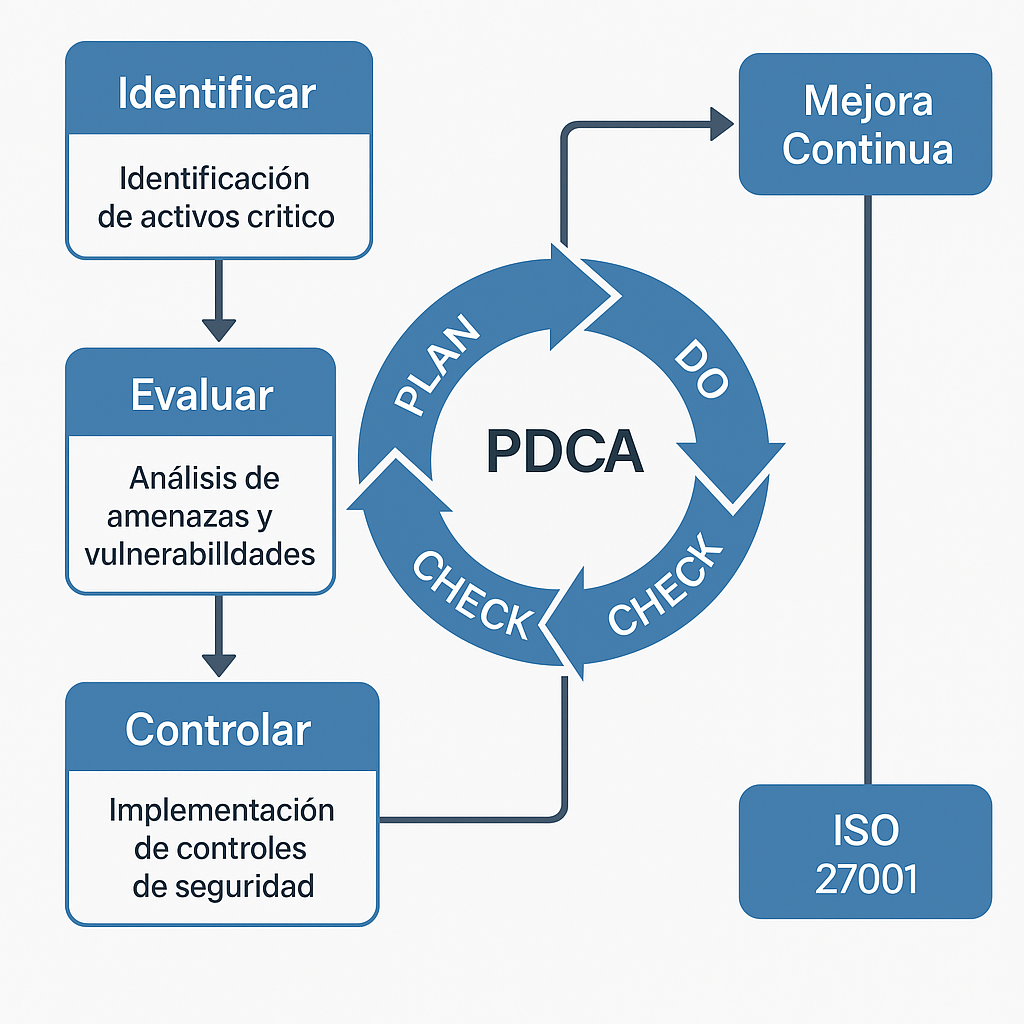 Identificar
Identificación
de activos critico
Evaluar
Análisis de
amenazas y
vulnerabilldades
Controlar
Implementación
de controles
de seguridad
PLAN
DO
CHECK
CHECK
PDCA
Mejora
Continua
ISO
27001